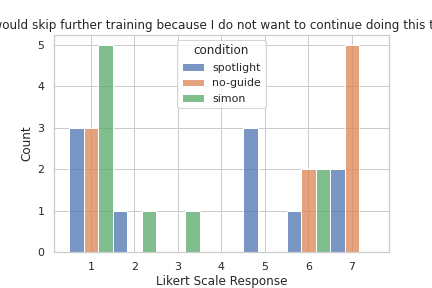 would skip further training because I do not want to continue doing this t
condition
spotlight
no-guide
simon
5
4
3
2
1
0
Count
1 2 3 4 5 6 7
Likert Scale Response